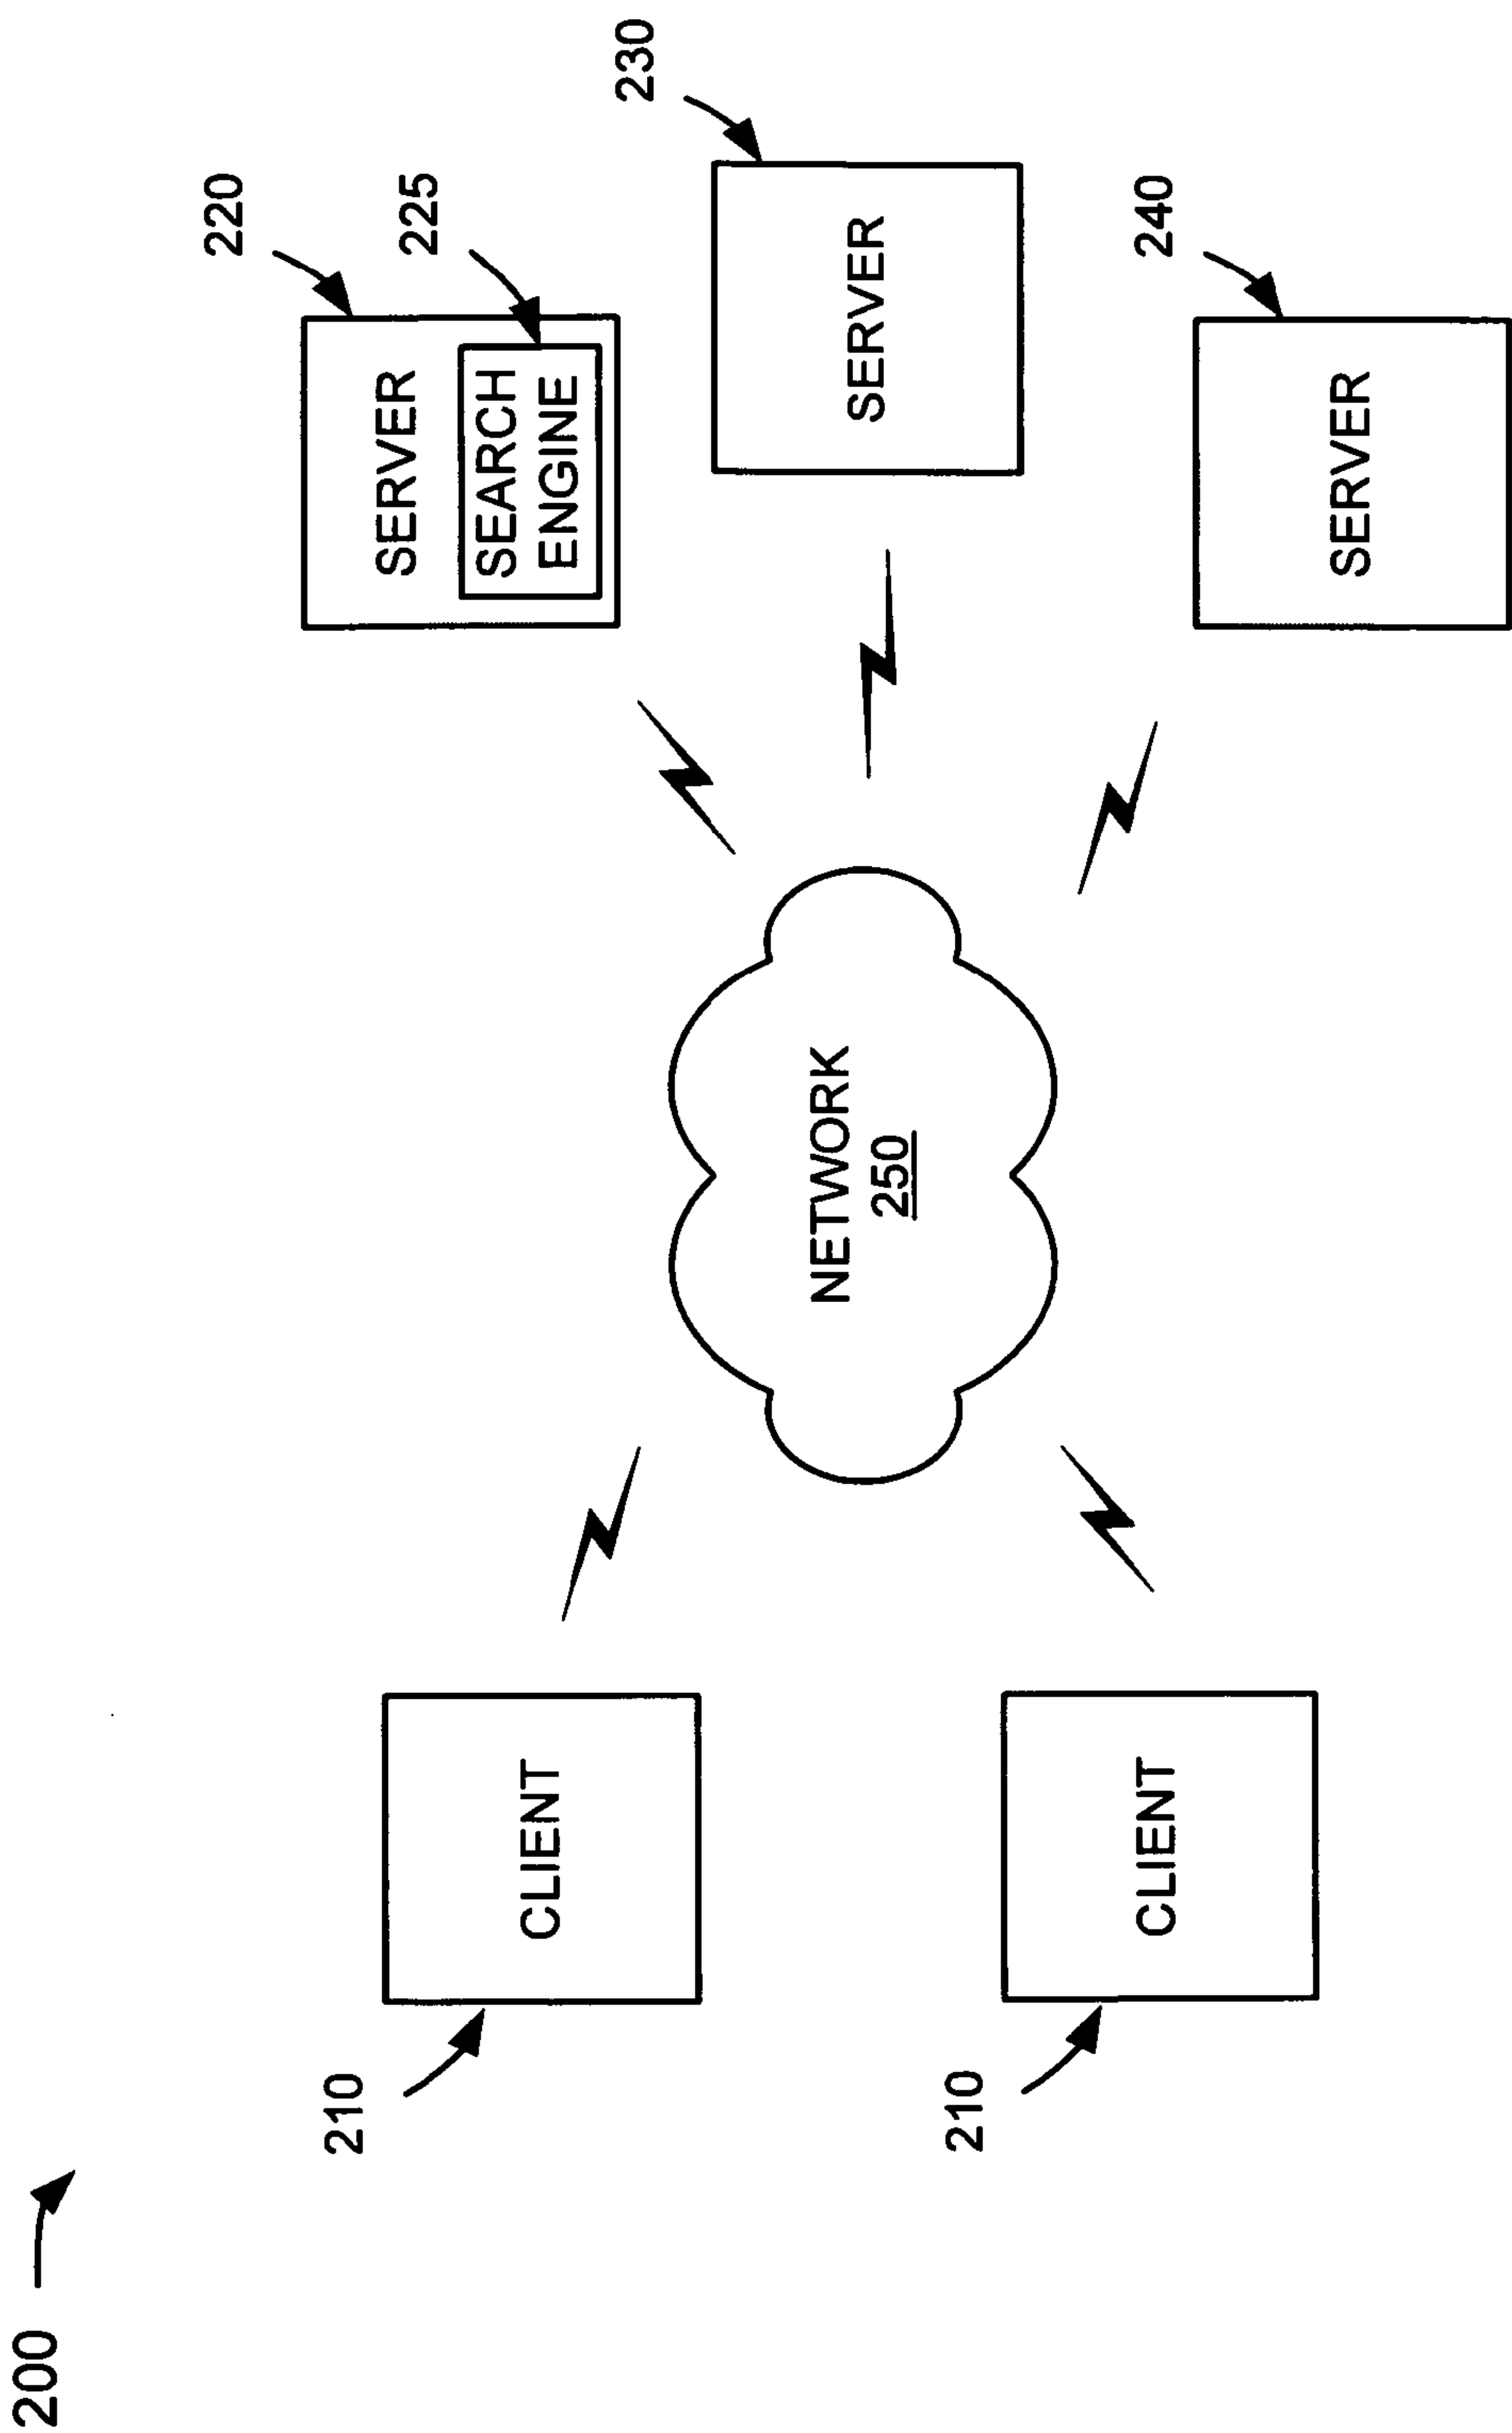 200
210
CLIENT
210
CLIENT
NETWORK
250
220
SERVER
225
SEARCH
ENGINE
230
SERVER
240
SERVER